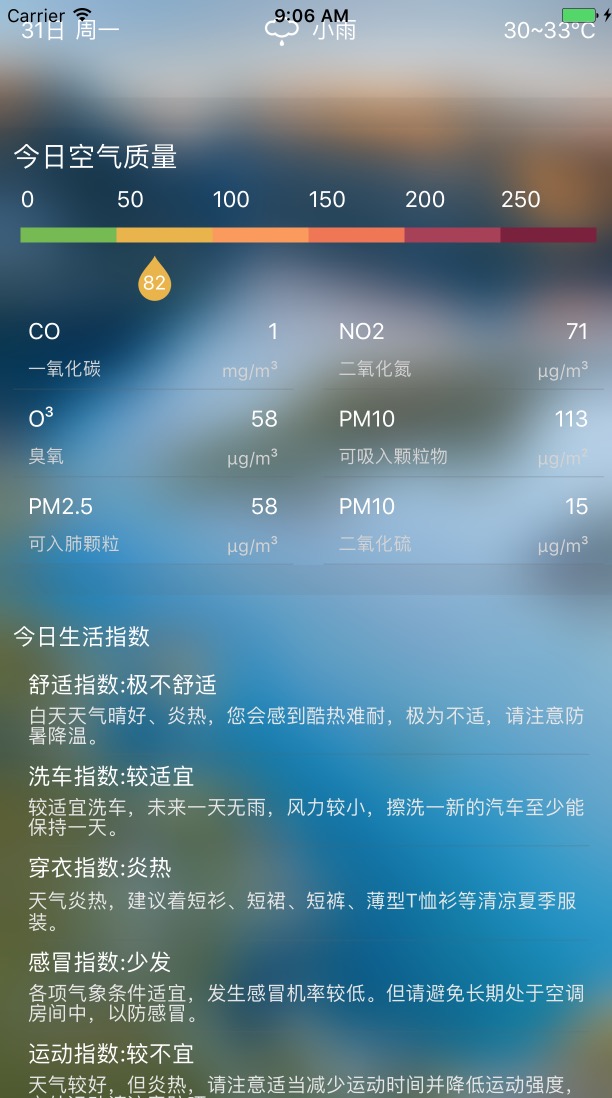 Carrier 9:06 AM
31日 周一 小雨 30~33℃
今日空气质量
0 50 100 150 200 250
82
CO 1 NO2 71
一氧化碳 mg/m³ 二氧化氮 μg/m³
O³ 58 PM10 113
臭氧 μg/m³ 可吸入颗粒物 μg/m³
PM2.5 58 PM10 15
可入肺颗粒 μg/m³ 二氧化硫 μg/m³
今日生活指数
舒适指数:极不舒适
白天天气晴好、炎热，您会感到酷热难耐，极为不适，请注意防
暑降温。
洗车指数:较适宜
较适宜洗车，未来一天无雨，风力较小，擦洗一新的汽车至少能
保持一天。
穿衣指数:炎热
天气炎热，建议着短衫、短裙、短裤、薄型T恤衫等清凉夏季服
装。
感冒指数:少发
各项气象条件适宜，发生感冒机率较低。但请避免长期处于空调
房间中，以防感冒。
运动指数:较不宜
天气较好，但炎热，请注意适当减少运动时间并降低运动强度，